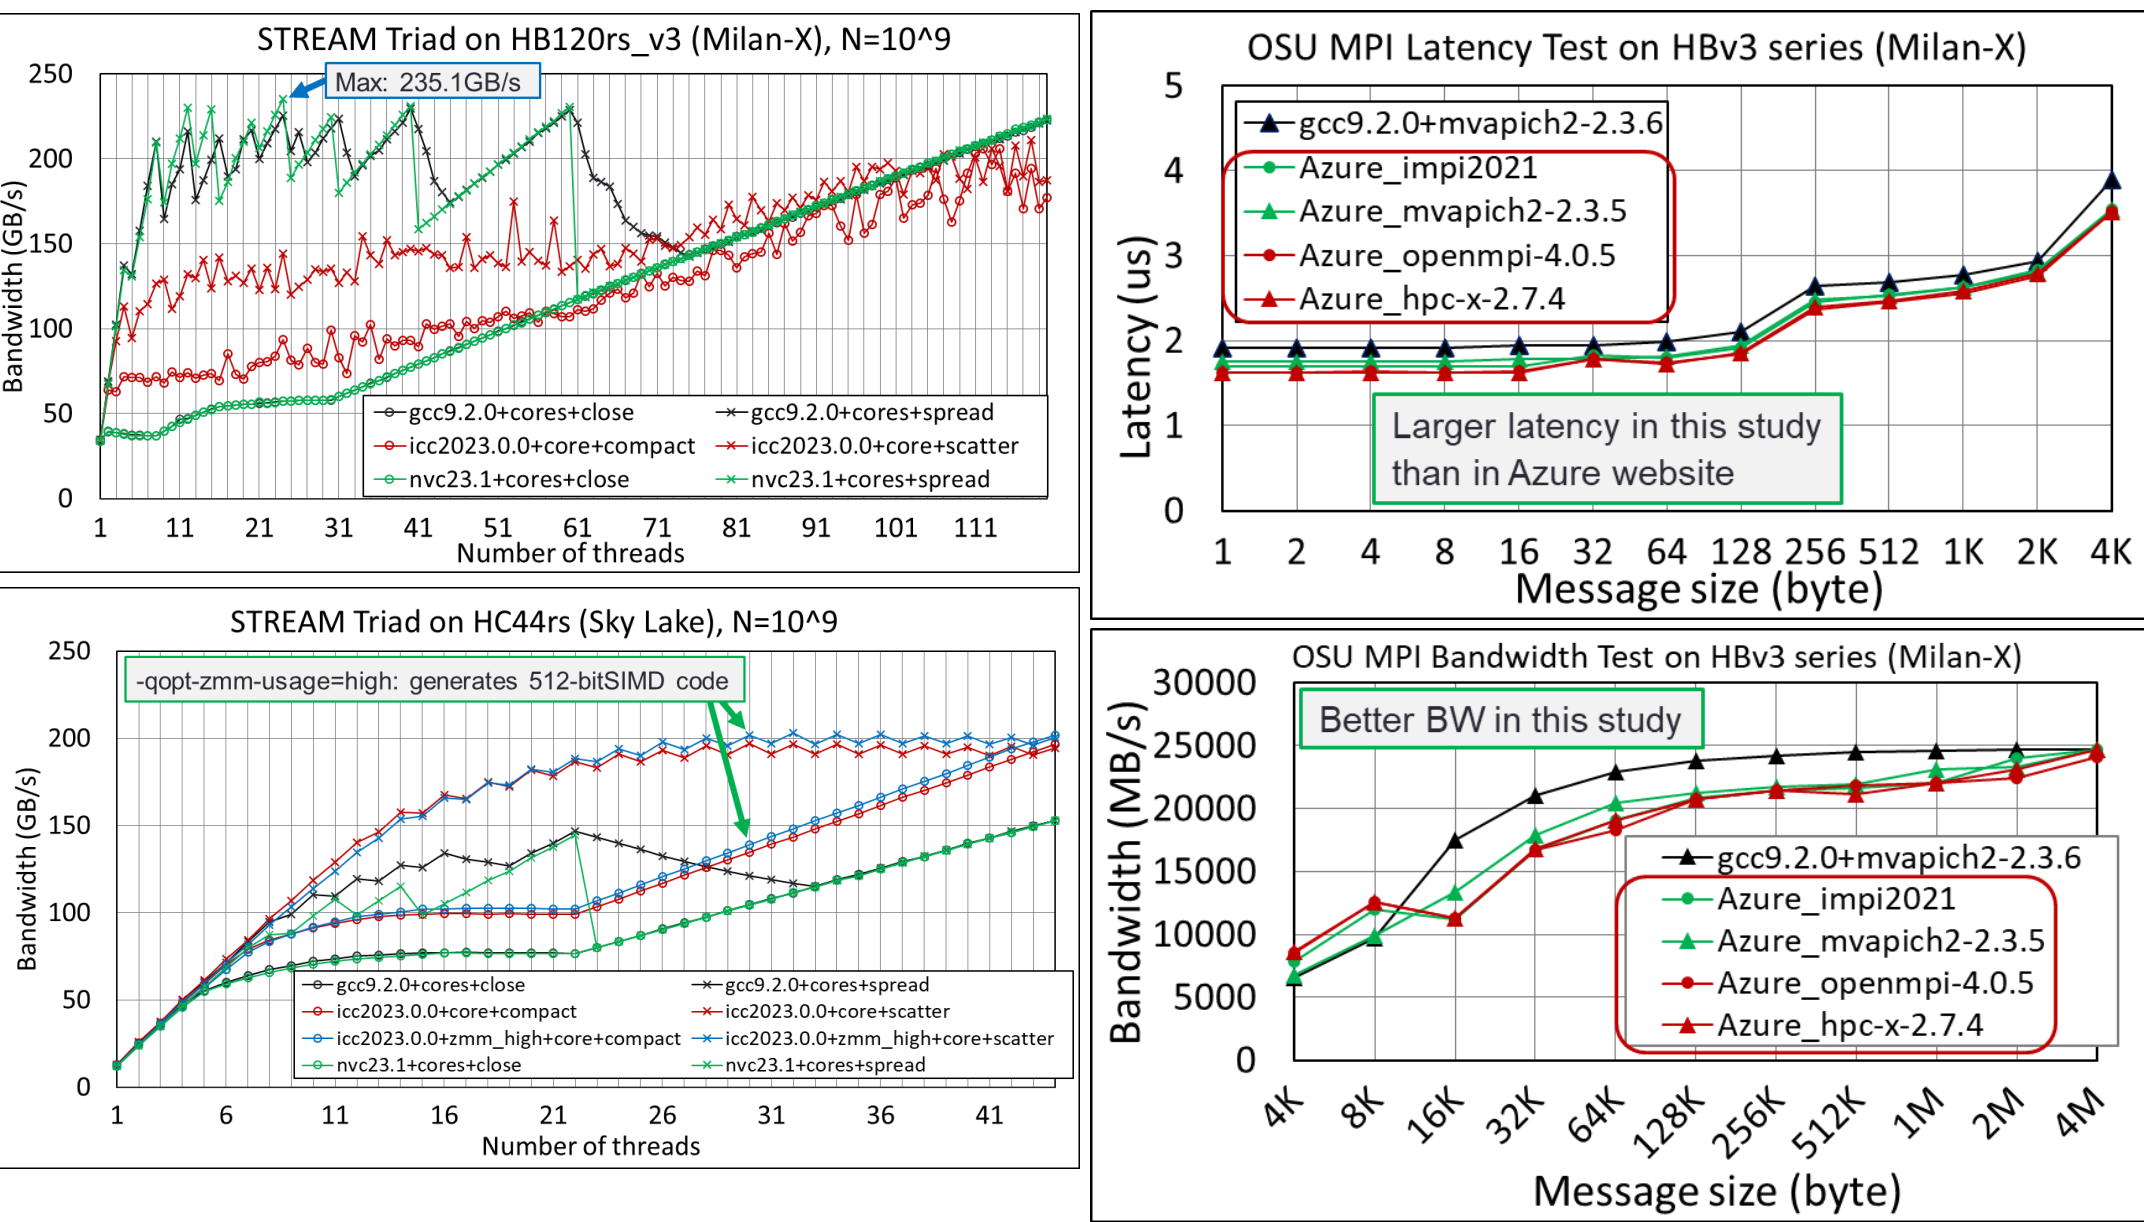 STREAM Triad on HB120rs_v3 (Milan-X), N=10^9
Max: 235.1GB/s
250
200
150
100
50
0
Bandwidth (GB/s)
gcc9.2.0+cores+close
gcc9.2.0+cores+spread
icc2023.0.0+core+compact
icc2023.0.0+core+scatter
nvc23.1+cores+close
nvc23.1+cores+spread
1 11 21 31 41 51 61 71 81 91 101 111
Number of threads
OSU MPI Latency Test on HBv3 series (Milan-X)
5
4
3
2
1
0
Latency (us)
gcc9.2.0+mvapich2-2.3.6
Azure_impi2021
Azure_mvapich2-2.3.5
Azure_openmpi-4.0.5
Azure_hpc-x-2.7.4
Larger latency in this study
than in Azure website
1 2 4 8 16 32 64 128 256 512 1K 2K 4K
Message size (byte)
STREAM Triad on HC44rs (Sky Lake), N=10^9
-qopt-zmm-usage=high: generates 512-bitSIMD code
250
200
150
100
50
0
Bandwidth (GB/s)
gcc9.2.0+cores+close
gcc9.2.0+cores+spread
icc2023.0.0+core+compact
icc2023.0.0+core+scatter
icc2023.0.0+zmm_high+core+compact
icc2023.0.0+zmm_high+core+scatter
nvc23.1+cores+close
nvc23.1+cores+spread
1 6 11 16 21 26 31 36 41
Number of threads
OSU MPI Bandwidth Test on HBv3 series (Milan-X)
Better BW in this study
30000
25000
20000
15000
10000
5000
0
Bandwidth (MB/s)
gcc9.2.0+mvapich2-2.3.6
Azure_impi2021
Azure_mvapich2-2.3.5
Azure_openmpi-4.0.5
Azure_hpc-x-2.7.4
4K 8K 16K 32K 64K 128K 256K 512K 1M 2M 4M
Message size (byte)